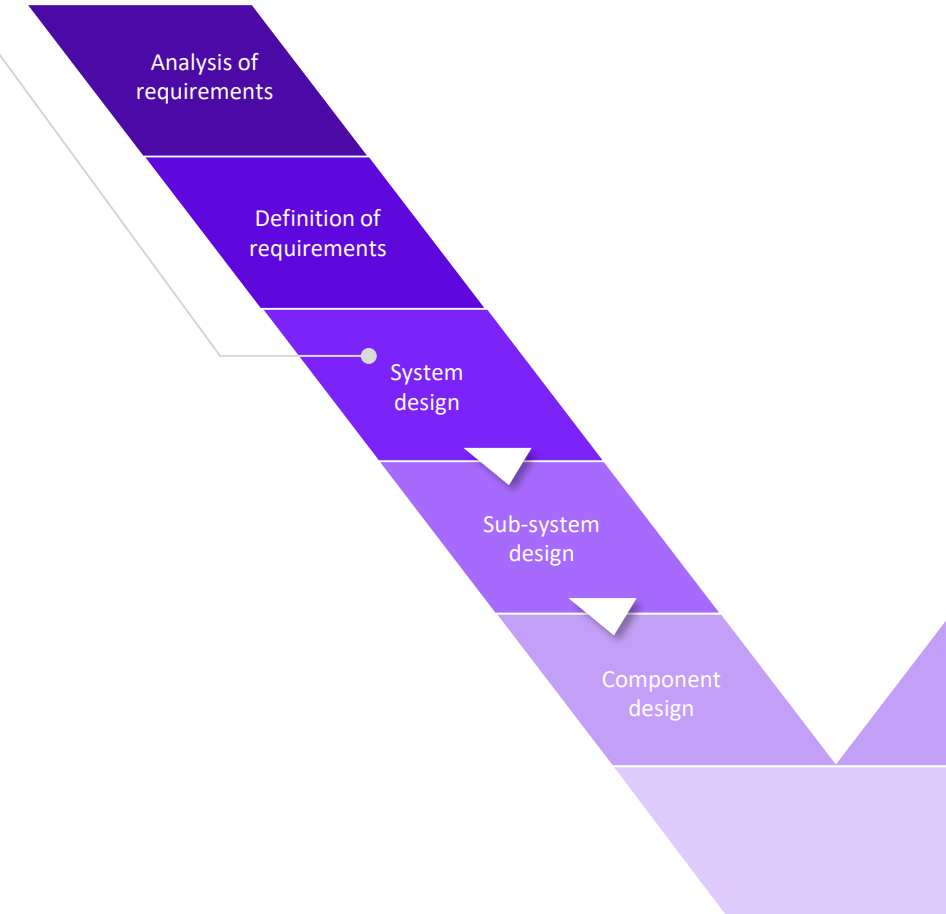 Analysis of
requirements
Definition of
requirements
System
design
Sub-system
design
Component
design